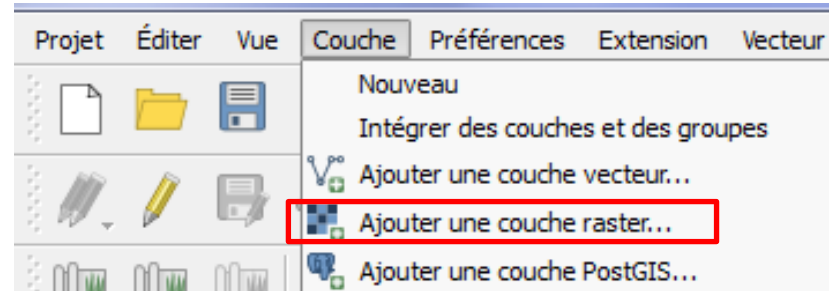 Projet Éditer Vue Couche Préférences Extension Vecteur
Nouveau
Intégrer des couches et des groupes
Ajouter une couche vecteur...
Ajouter une couche raster...
Ajouter une couche PostGIS...